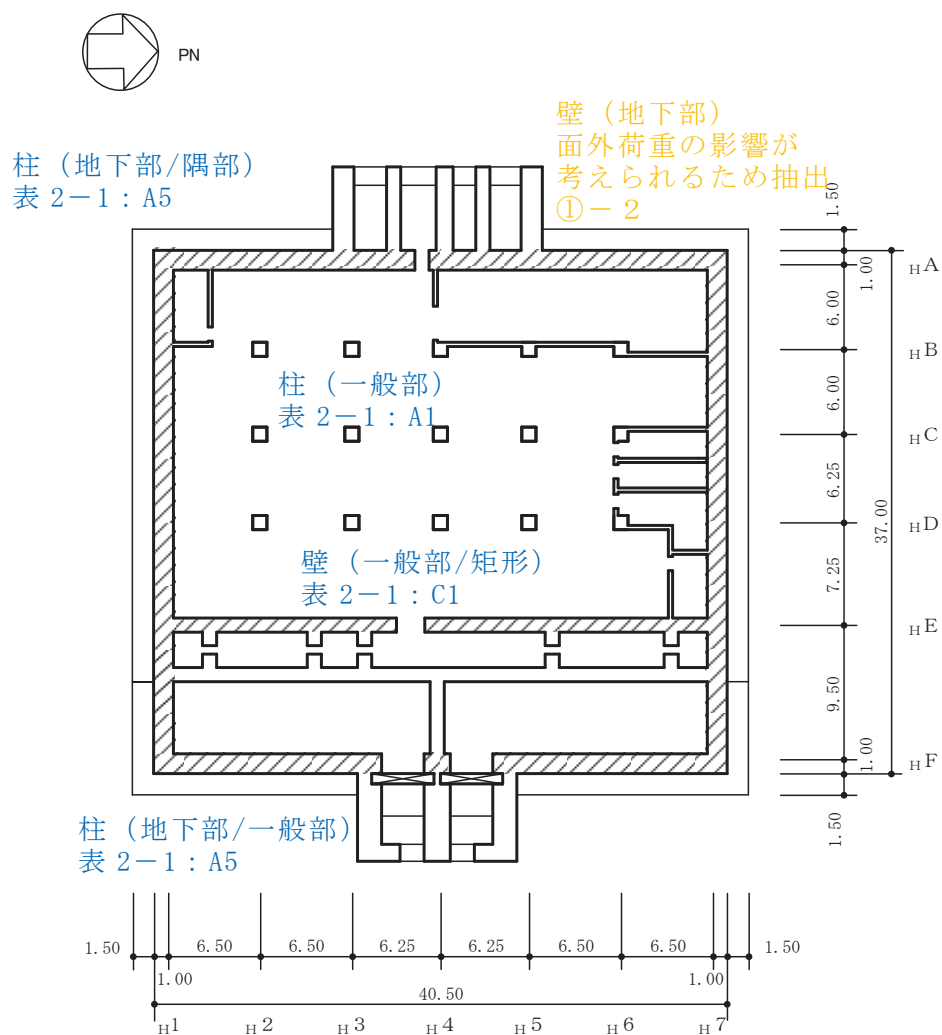 PN
壁（地下部）
面外荷重の影響が
考えられるため抽出
①－2
柱（地下部/隅部）
表 2－1：A5
柱（一般部）
表 2－1：A1
壁（一般部/矩形）
表 2－1：C1
柱（地下部/一般部）
表 2－1：A5
1.50
1.00
HA
6.00
HB
6.00
HC
6.25
37.00
HD
7.25
HE
9.50
1.00
HF
1.50
1.50
6.50
6.50
6.25
6.25
6.50
6.50
1.50
1.00
1.00
40.50
H1
H2
H3
H4
H5
H6
H7